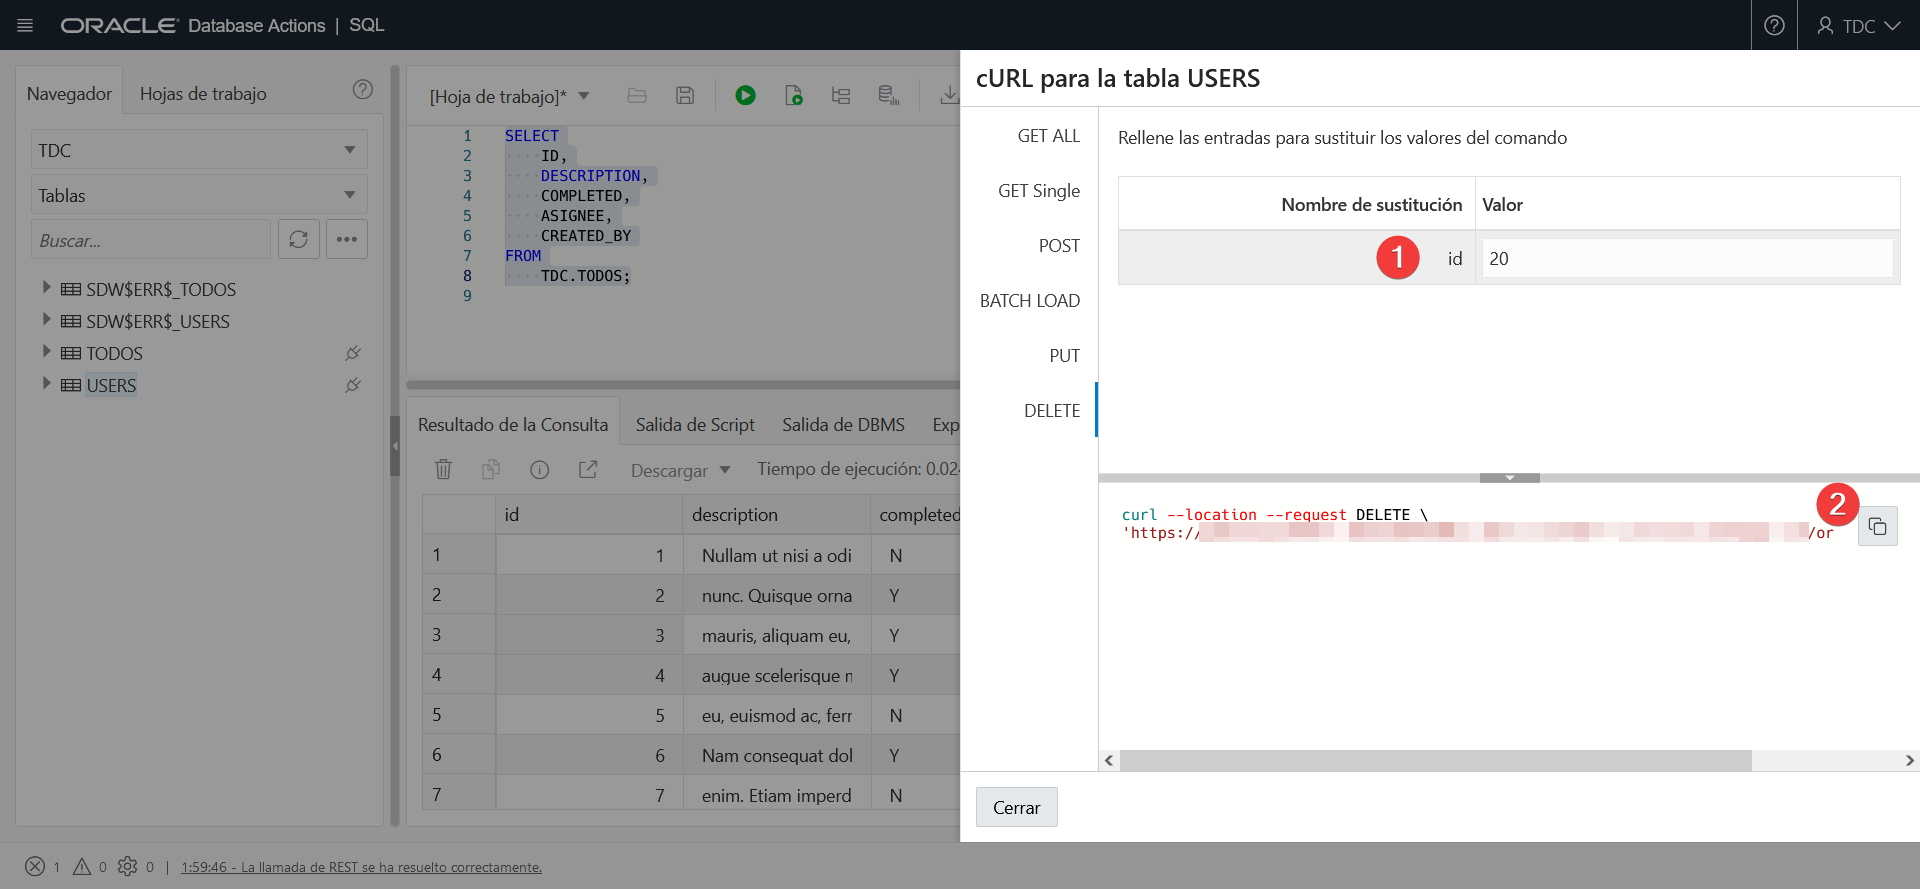 ORACLE Database Actions | SQL
TDC
Navegador
Hojas de trabajo
TDC
Tablas
Buscar...
SDW$ERR$_TODOS
SDW$ERR$_USERS
TODOS
USERS
[Hoja de trabajo]*
1 SELECT
2 ID,
3 DESCRIPTION,
4 COMPLETED,
5 ASIGNEE,
6 CREATED_BY
7 FROM
8 TDC.TODOS;
9
Resultado de la Consulta
Salida de Script
Salida de DBMS
Exp
Descargar
Tiempo de ejecución: 0.02
id description completed
1 1 Nullam ut nisi a odi N
2 2 nunc. Quisque orna Y
3 3 mauris, aliquam eu, Y
4 4 augue scelerisque r Y
5 5 eu, euismod ac, ferr N
6 6 Nam consequat dol Y
7 7 enim. Etiam imperd N
cURL para la tabla USERS
GET ALL
GET Single
POST
BATCH LOAD
PUT
DELETE
Rellene las entradas para sustituir los valores del comando
Nombre de sustitución Valor
1 id 20
2
curl --location --request DELETE \
'https:// /or
Cerrar
1 0 0 | 1:59:46 - La llamada de REST se ha resuelto correctamente.